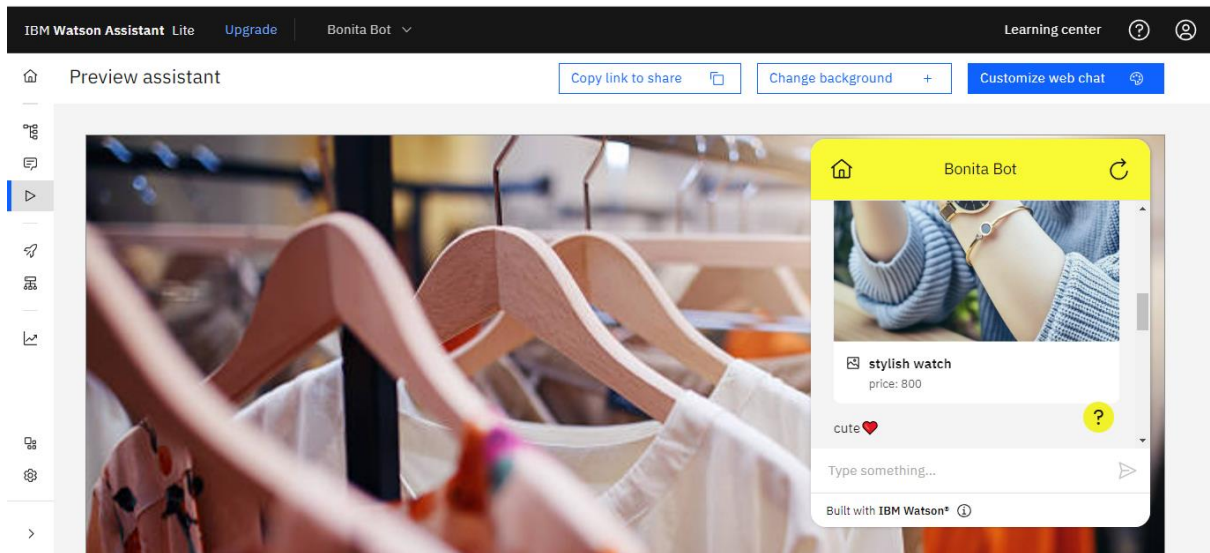 IBM Watson Assistant Lite Upgrade Bonita Bot Learning center
Preview assistant Copy link to share Change background + Customize web chat
Bonita Bot
stylish watch
price: 800
?
cute❤
Type something...
Built with IBM Watson®